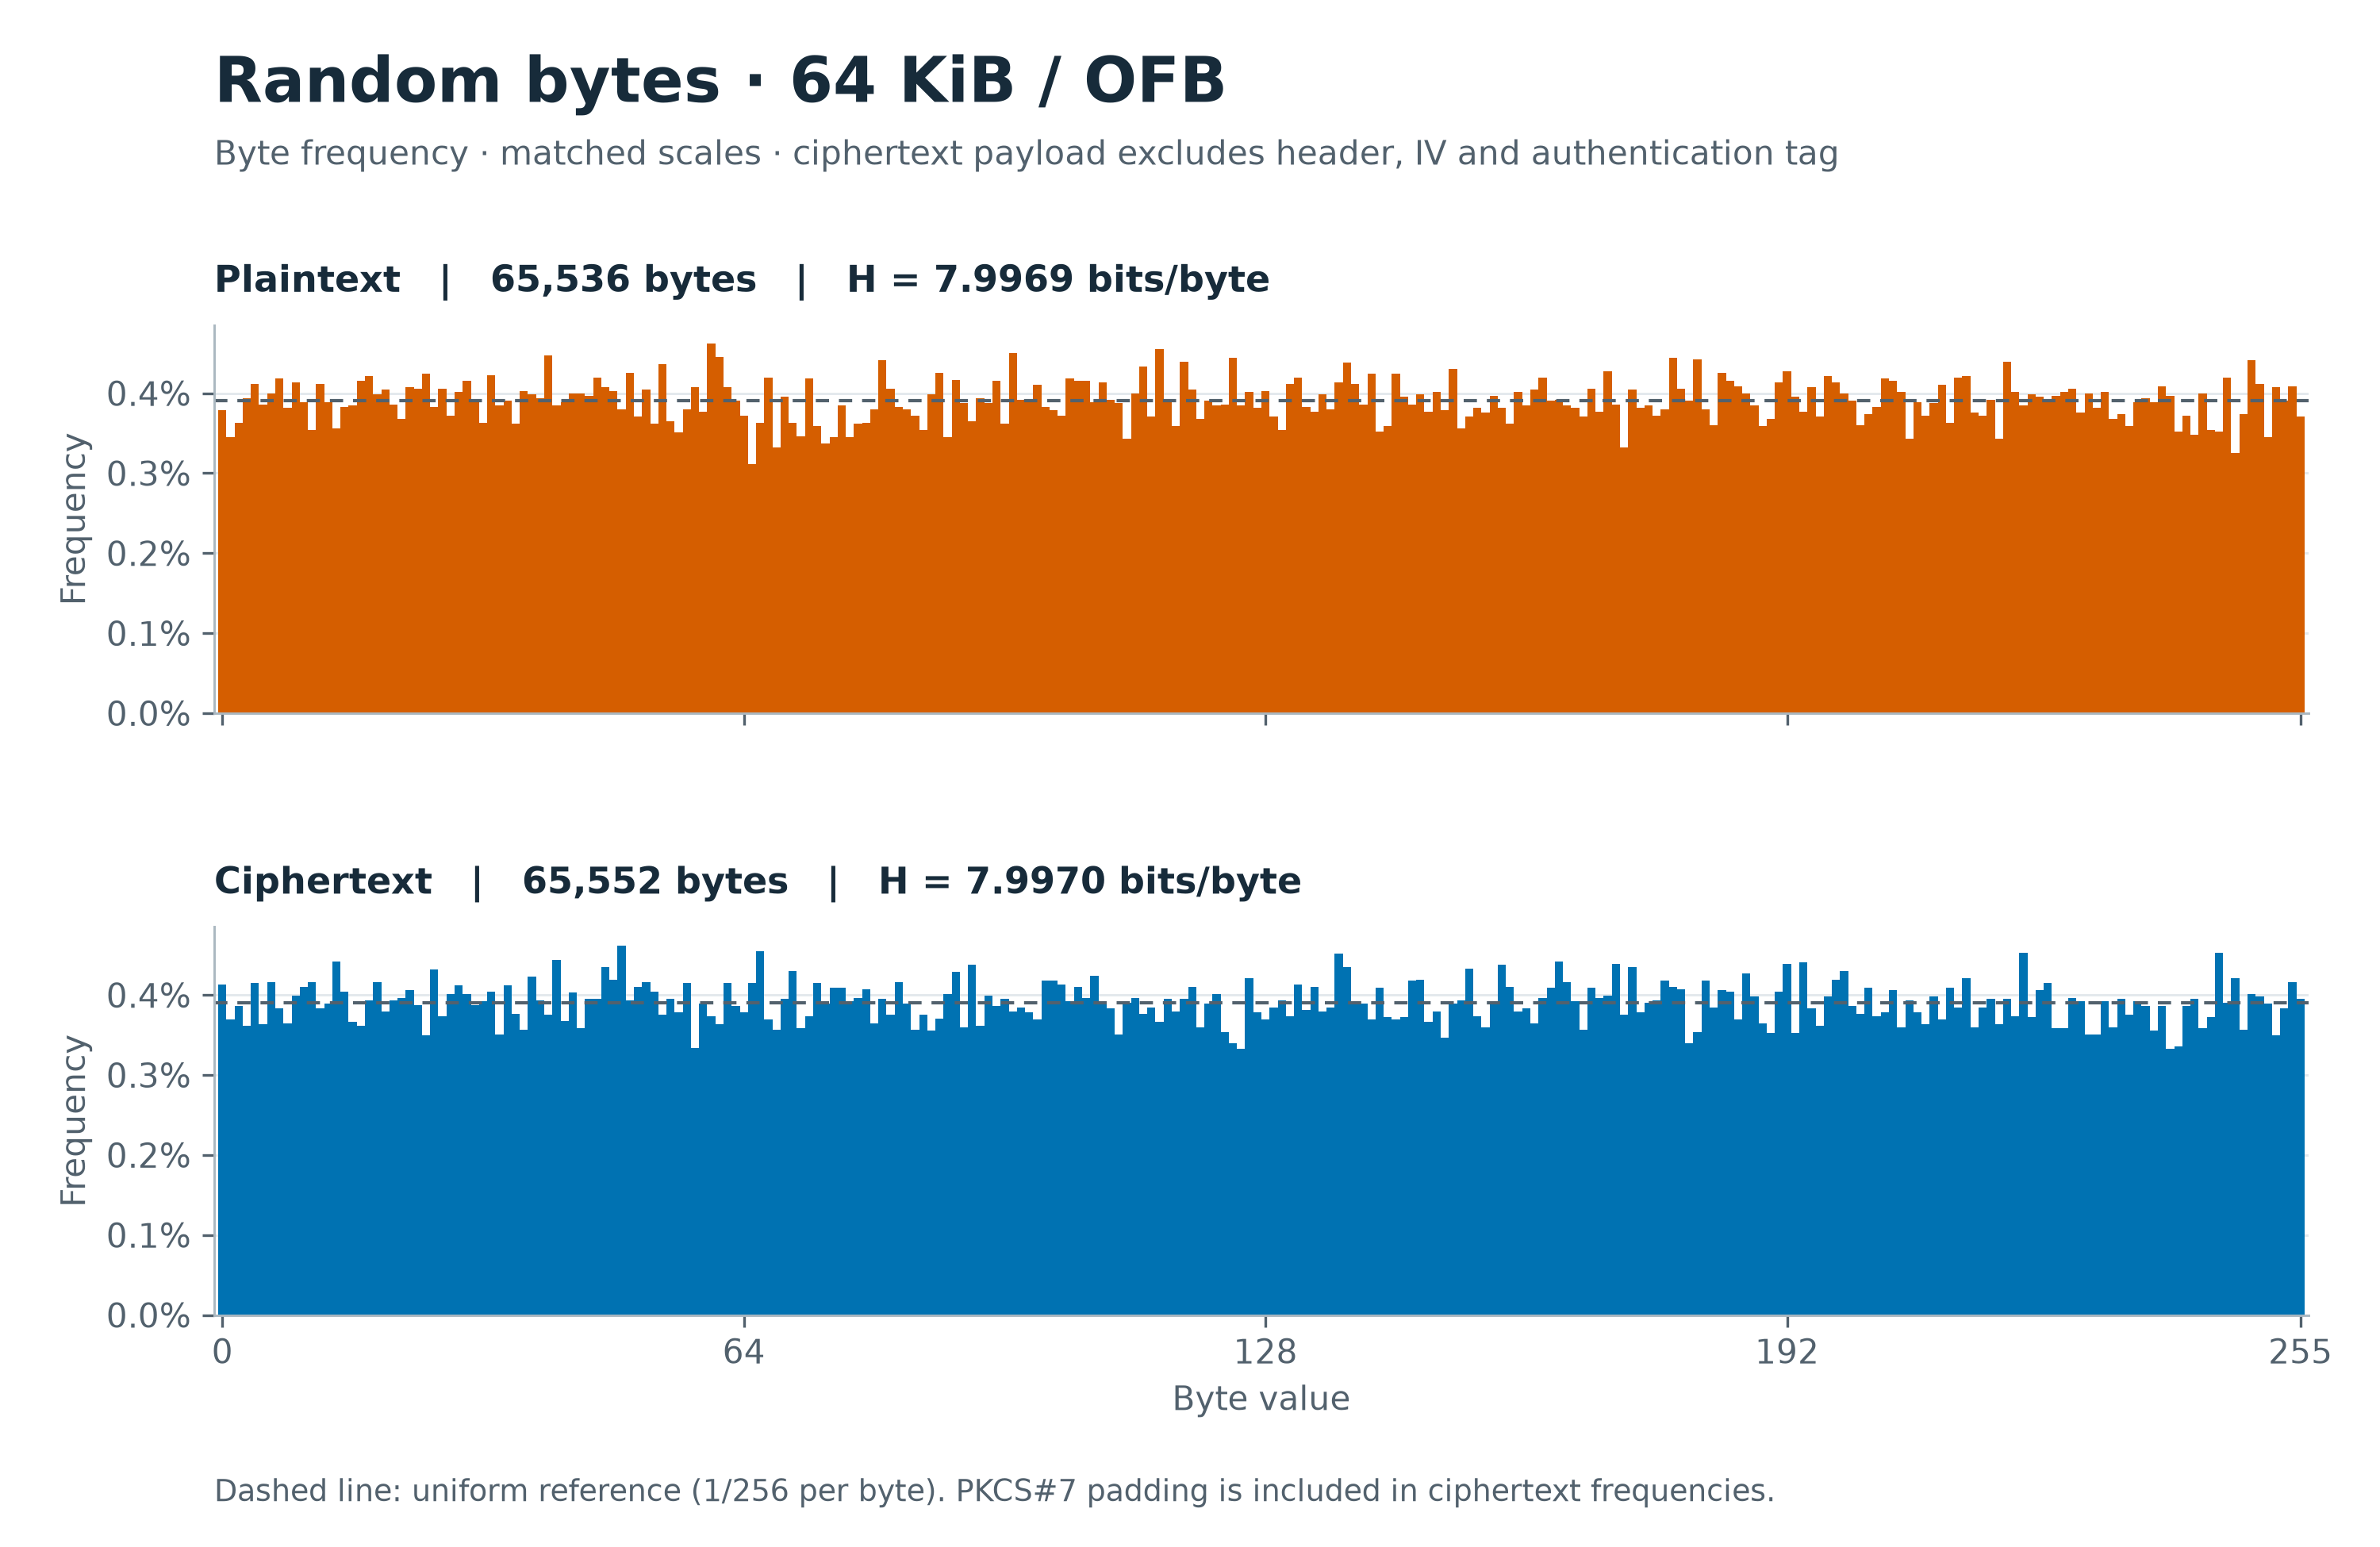 Random bytes · 64 KiB / OFB
Byte frequency · matched scales · ciphertext payload excludes header, IV and authentication tag
Plaintext | 65,536 bytes | H = 7.9969 bits/byte
Frequency
0.4%
0.3%
0.2%
0.1%
0.0%
Ciphertext | 65,552 bytes | H = 7.9970 bits/byte
Frequency
0.4%
0.3%
0.2%
0.1%
0.0%
0 64 128 192 255
Byte value
Dashed line: uniform reference (1/256 per byte). PKCS#7 padding is included in ciphertext frequencies.